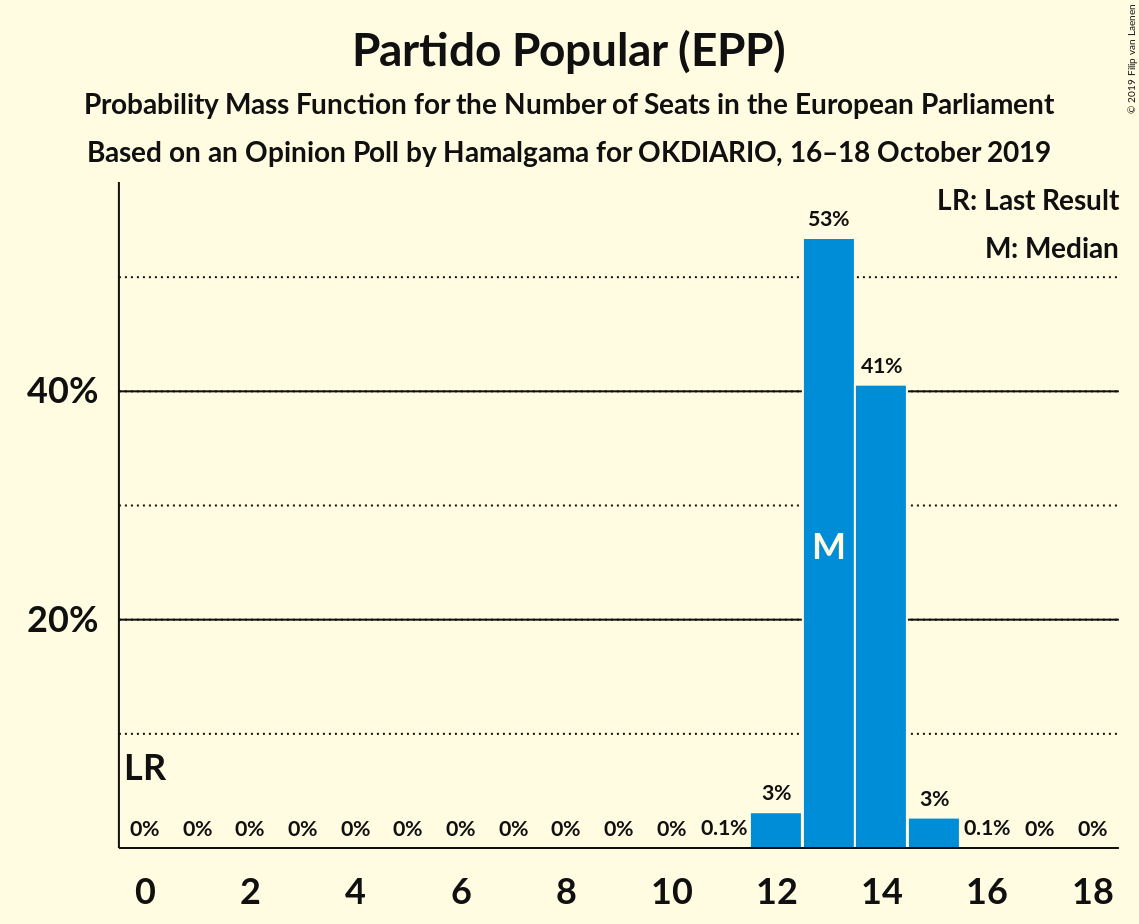 Partido Popular (EPP)
Probability Mass Function for the Number of Seats in the European Parliament
Based on an Opinion Poll by Hamalgama for OKDIARIO, 16–18 October 2019
© 2019 Filip van Laenen
LR: Last Result
M: Median
53%
41%
40%
M
20%
LR
3%
3%
0% 0% 0% 0% 0% 0% 0% 0% 0% 0% 0% 0.1% 0.1% 0% 0%
0 2 4 6 8 10 12 14 16 18